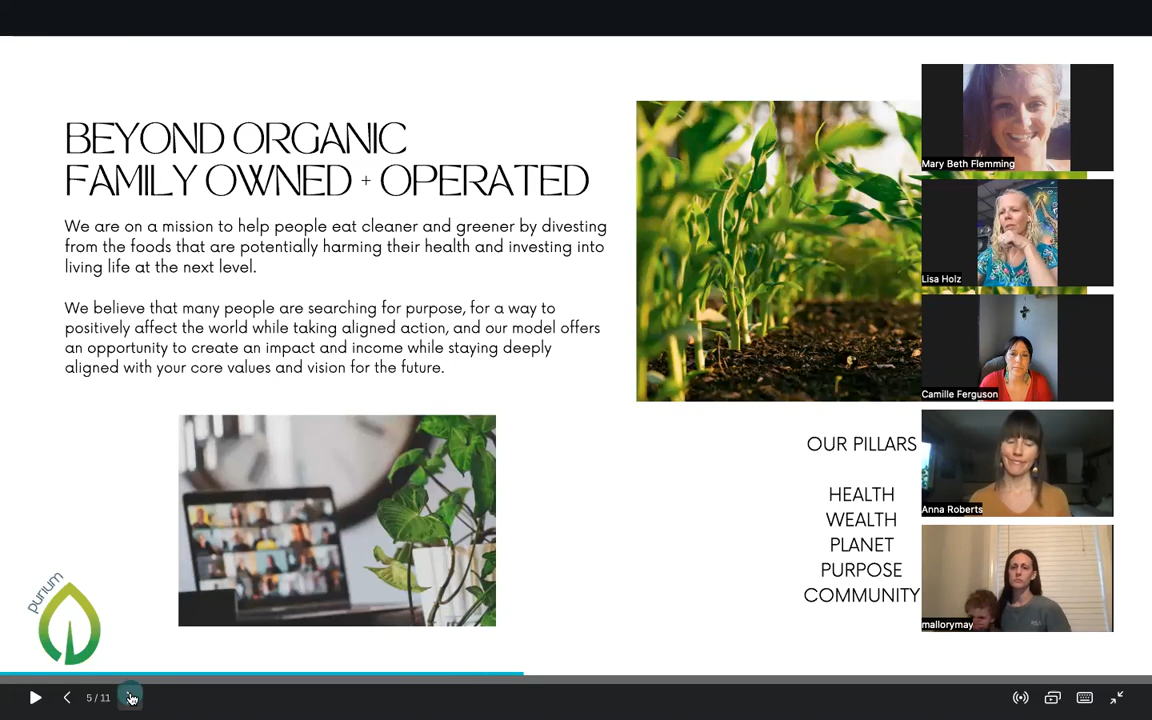 BEYOND ORGANIC
FAMILY OWNED + OPERATED
We are on a mission to help people eat cleaner and greener by divesting
from the foods that are potentially harming their health and investing into
living life at the next level.
We believe that many people are searching for purpose, for a way to
positively affect the world while taking aligned action, and our model offers
an opportunity to create an impact and income while staying deeply
aligned with your core values and vision for the future.
OUR PILLARS
HEALTH
WEALTH
PLANET
PURPOSE
COMMUNITY
purium
Mary Beth Flemming
Lisa Holz
Camille Ferguson
Anna Roberts
mallorymay
5 / 11